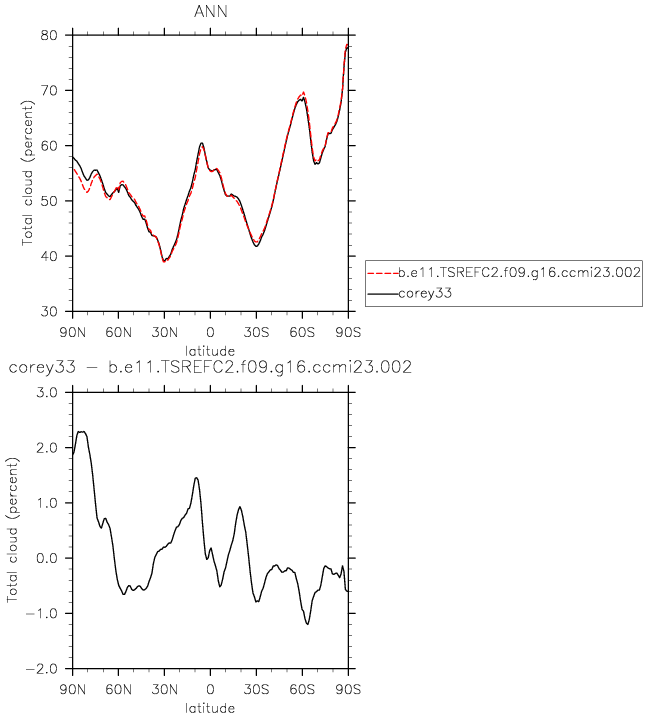 ANN
80
70
60
50
40
30
Total cloud (percent)
90N 60N 30N 0 30S 60S 90S
latitude
b.e11.TSREFC2.f09.g16.ccmi23.002
corey33
corey33 − b.e11.TSREFC2.f09.g16.ccmi23.002
3.0
2.0
1.0
0.0
−1.0
−2.0
Total cloud (percent)
90N 60N 30N 0 30S 60S 90S
latitude